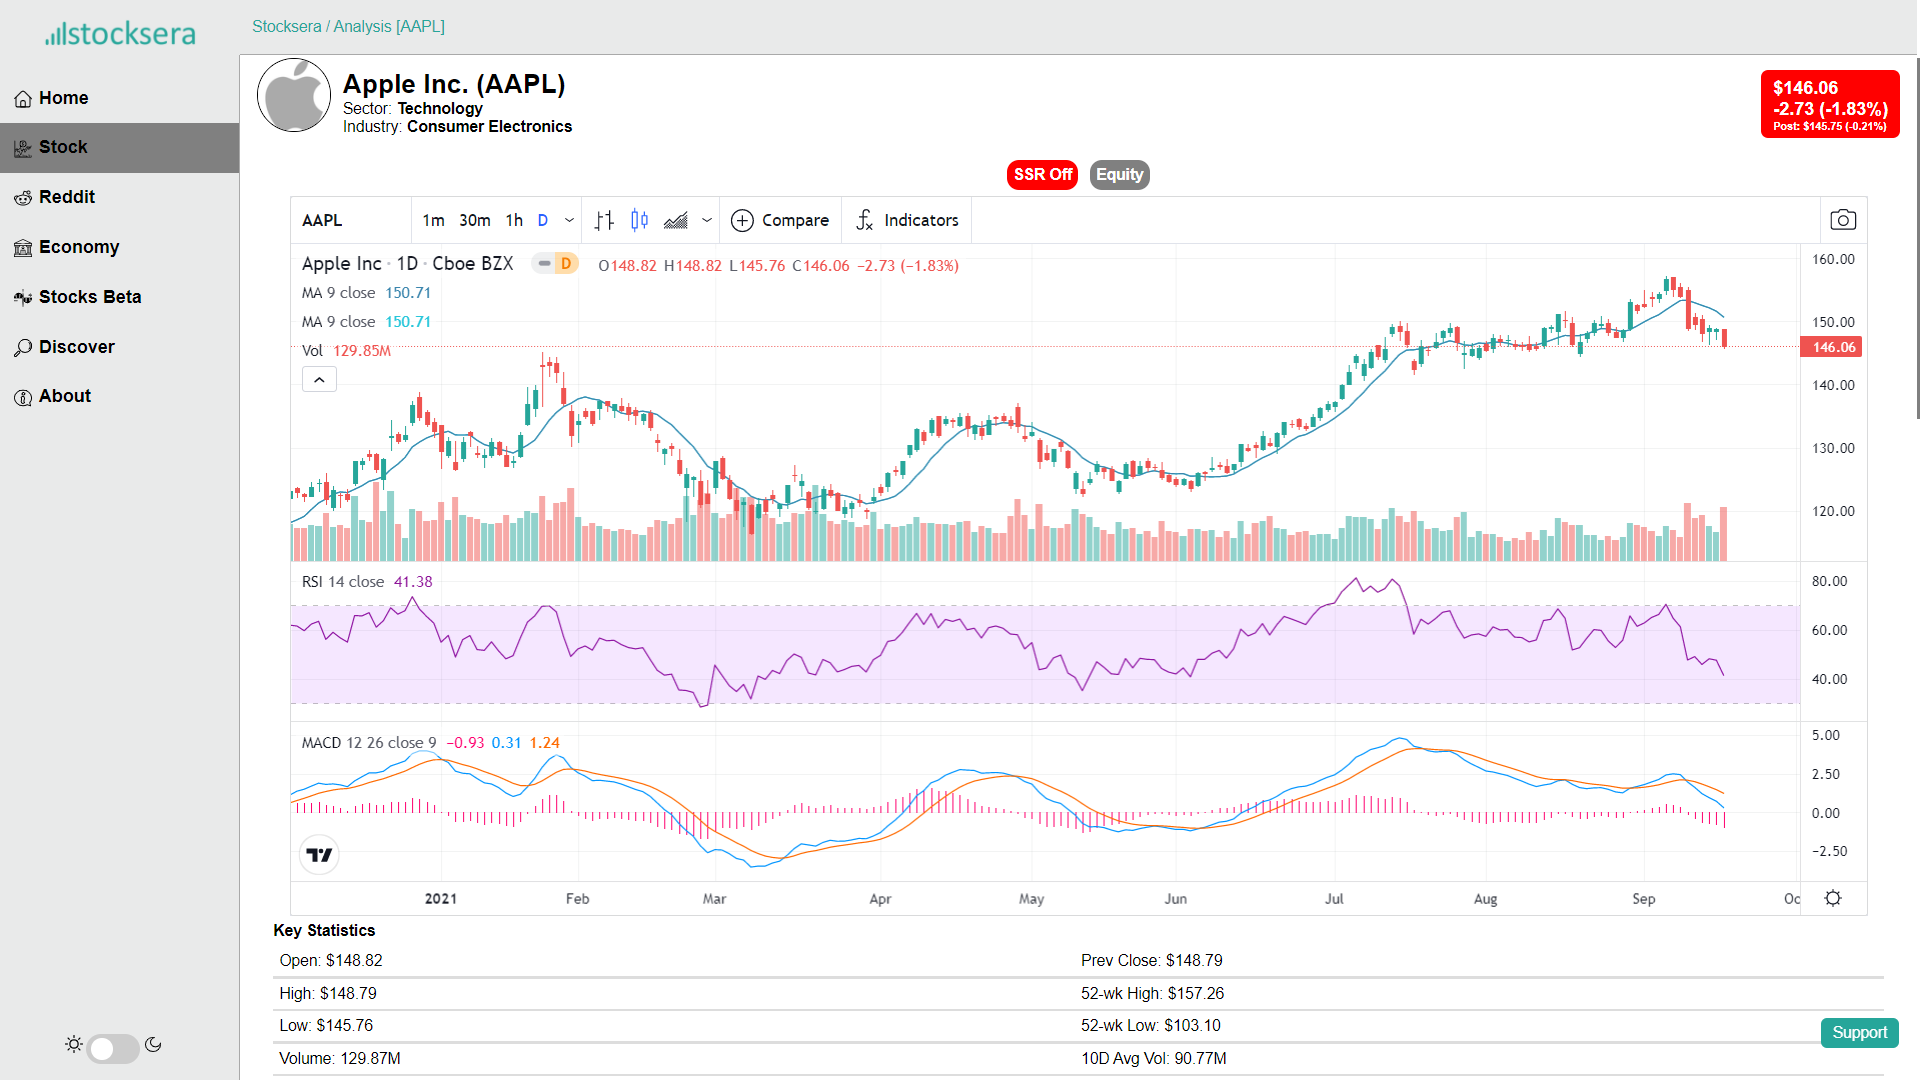 stocksera
Stocksera / Analysis [AAPL]
Home
Stock
Reddit
Economy
Stocks Beta
Discover
About
Apple Inc. (AAPL)
Sector: Technology
Industry: Consumer Electronics
$146.06
-2.73 (-1.83%)
Post: $145.75 (-0.21%)
SSR Off Equity
AAPL 1m 30m 1h D Compare Indicators
Apple Inc · 1D · Cboe BZX D O148.82 H148.82 L145.76 C146.06 −2.73 (−1.83%)
MA 9 close 150.71
MA 9 close 150.71
Vol 129.85M
160.00
150.00
146.06
140.00
130.00
120.00
RSI 14 close 41.38
80.00
60.00
40.00
MACD 12 26 close 9 −0.93 0.31 1.24
5.00
2.50
0.00
−2.50
2021 Feb Mar Apr May Jun Jul Aug Sep Oc
Key Statistics
Open: $148.82 Prev Close: $148.79
High: $148.79 52-wk High: $157.26
Low: $145.76 52-wk Low: $103.10
Volume: 129.87M 10D Avg Vol: 90.77M
Support